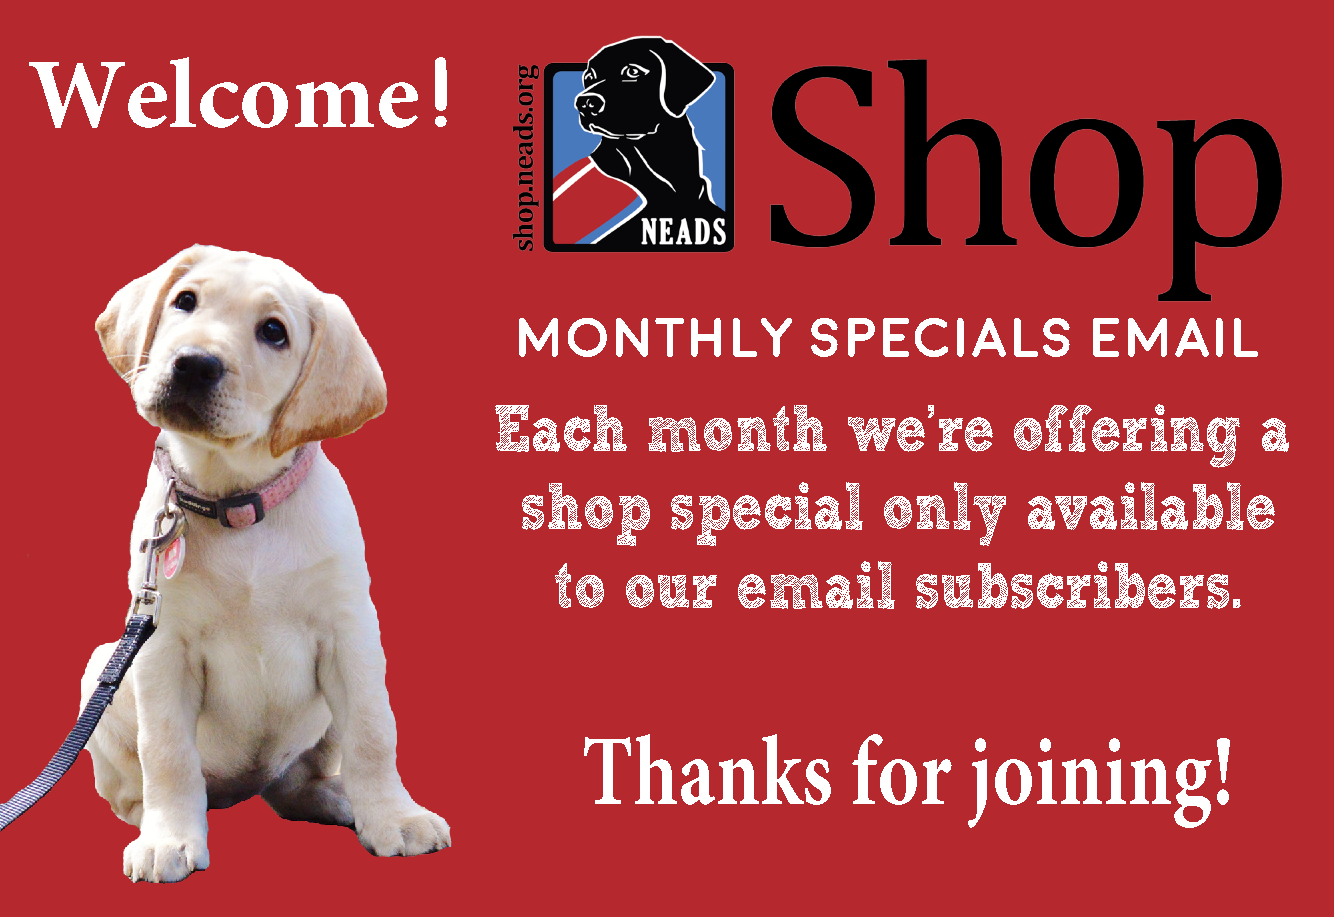 Welcome!
shop.neads.org
NEADS
Shop
MONTHLY SPECIALS EMAIL
Each month we're offering a
shop special only available
to our email subscribers.
Thanks for joining!